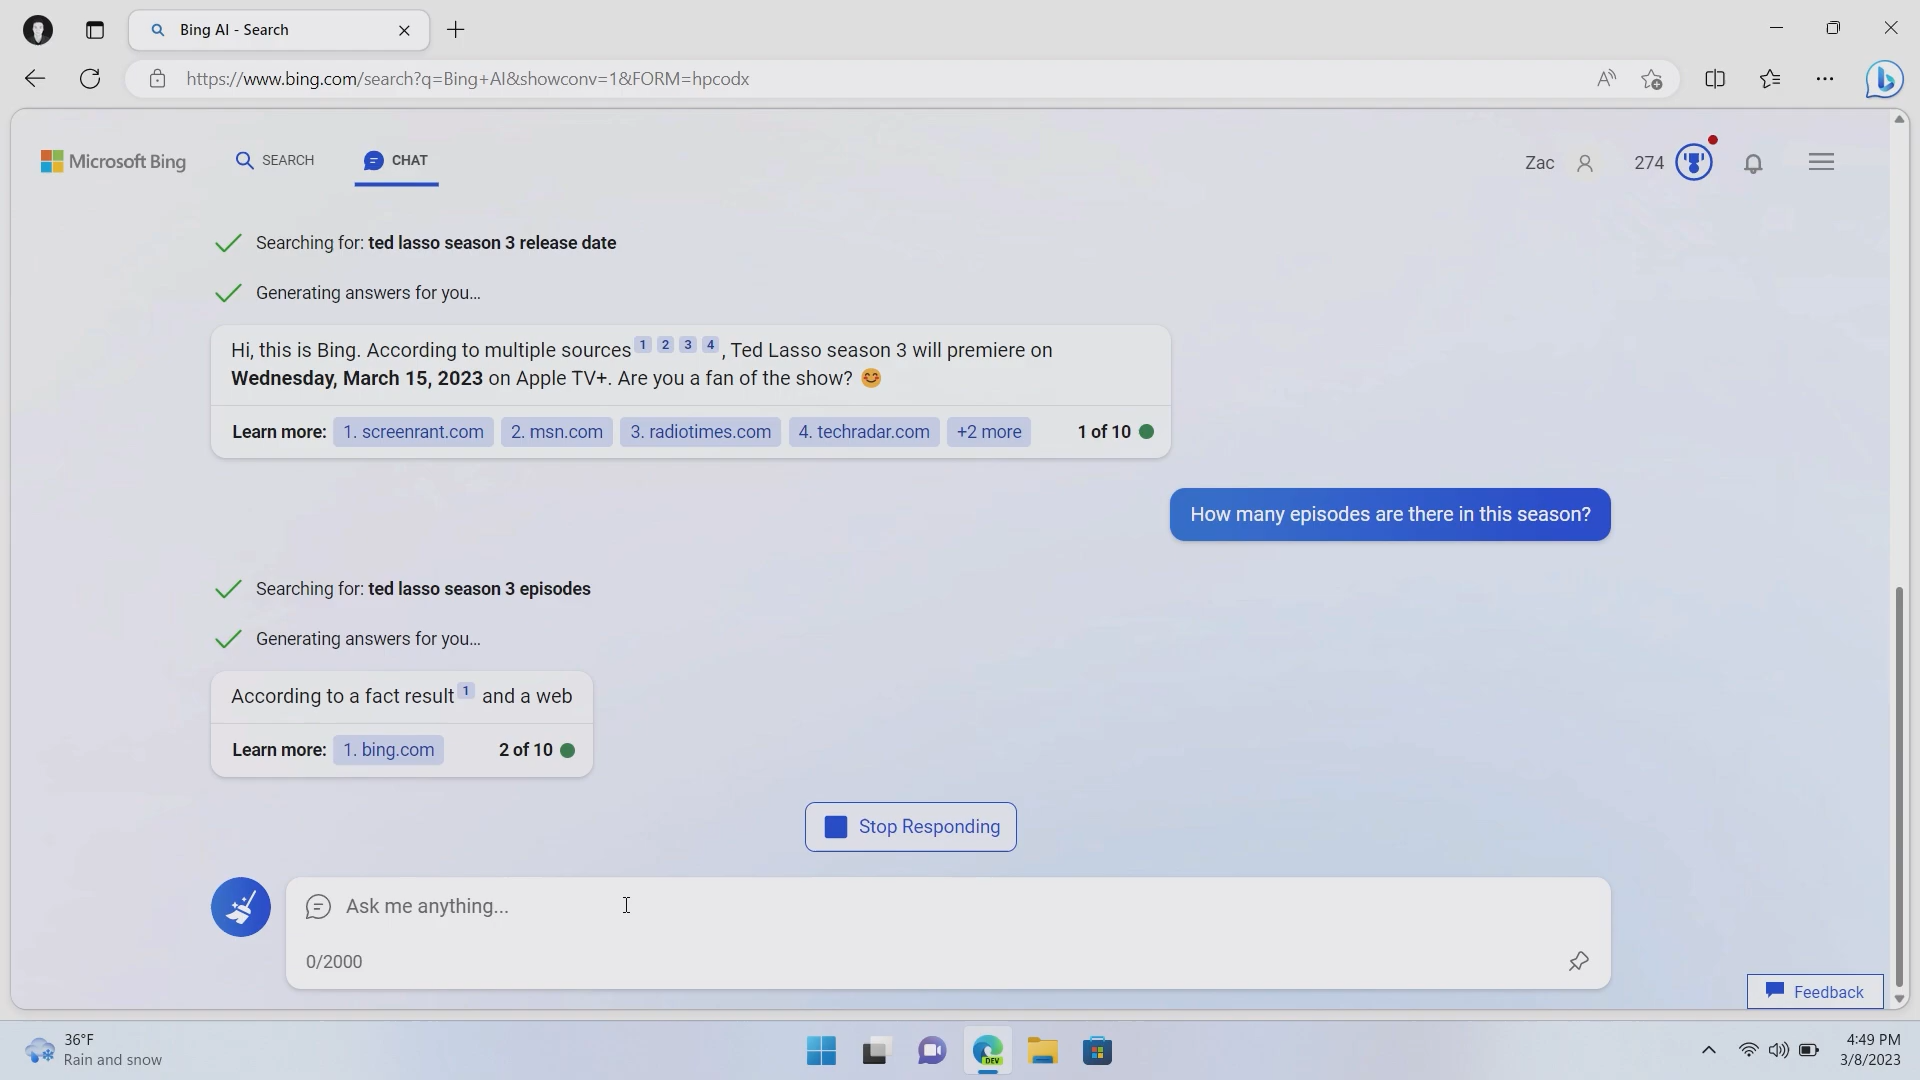 Bing AI - Search
https://www.bing.com/search?q=Bing+AI&showconv=1&FORM=hpcodx
Microsoft Bing
SEARCH
CHAT
Zac
274
Searching for: ted lasso season 3 release date
Generating answers for you...
Hi, this is Bing. According to multiple sources 1 2 3 4 , Ted Lasso season 3 will premiere on
Wednesday, March 15, 2023 on Apple TV+. Are you a fan of the show? 😊
Learn more: 1. screenrant.com 2. msn.com 3. radiotimes.com 4. techradar.com +2 more 1 of 10
How many episodes are there in this season?
Searching for: ted lasso season 3 episodes
Generating answers for you...
According to a fact result 1 and a web
Learn more: 1. bing.com 2 of 10
Stop Responding
Ask me anything...
0/2000
Feedback
36°F
Rain and snow
DEV
4:49 PM
3/8/2023